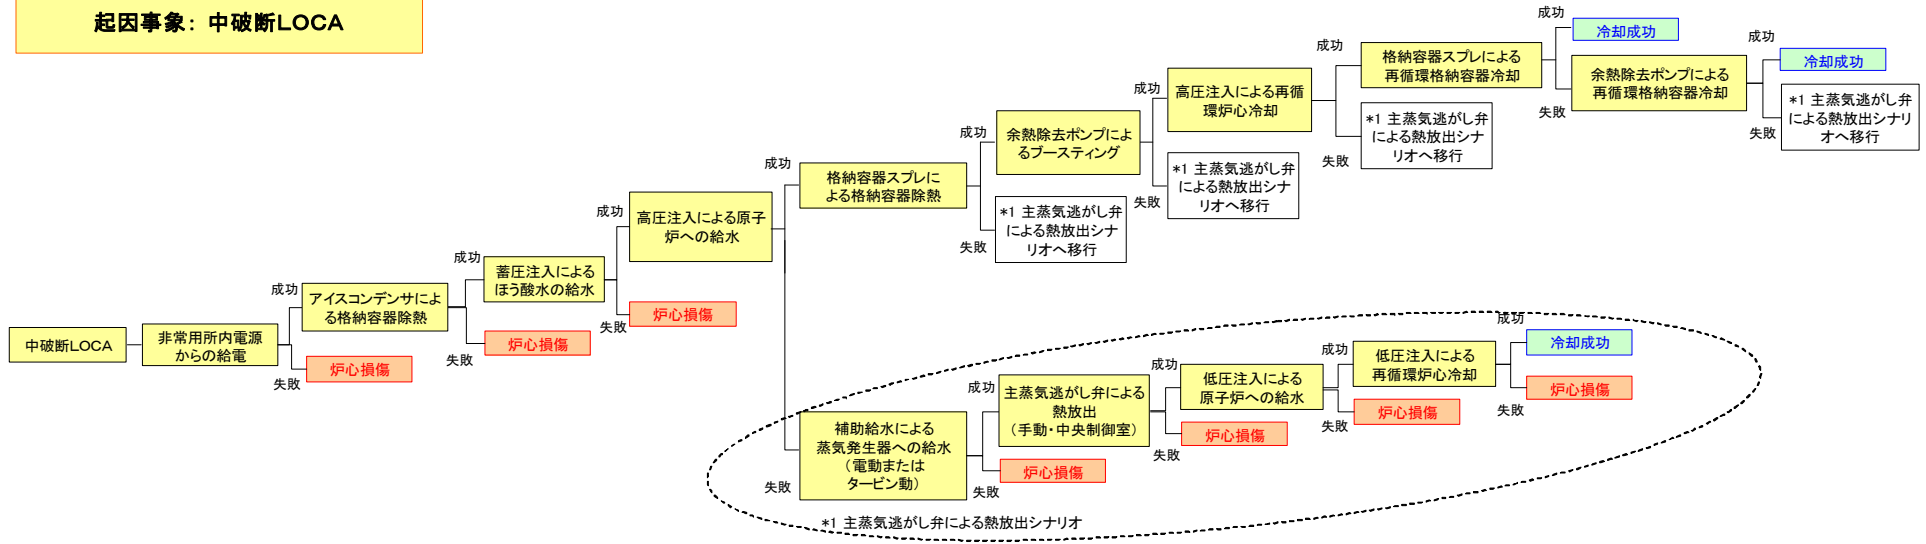 起因事象: 中破断LOCA
中破断LOCA
非常用所内電源
からの給電
成功
失敗
炉心損傷
アイスコンデンサによ
る格納容器除熱
成功
失敗
炉心損傷
蓄圧注入による
ほう酸水の給水
成功
失敗
炉心損傷
高圧注入による原子
炉への給水
成功
失敗
格納容器スプレに
よる格納容器除熱
成功
失敗
*1 主蒸気逃がし弁
による熱放出シナ
リオへ移行
余熱除去ポンプによ
るブースティング
成功
失敗
*1 主蒸気逃がし弁
による熱放出シナ
リオへ移行
高圧注入による再循
環炉心冷却
成功
失敗
*1 主蒸気逃がし弁
による熱放出シナ
リオへ移行
格納容器スプレによる
再循環格納容器冷却
成功
冷却成功
失敗
余熱除去ポンプによる
再循環格納容器冷却
成功
冷却成功
失敗
*1 主蒸気逃がし弁
による熱放出シナリ
オへ移行
補助給水による
蒸気発生器への給水
(電動または
タービン動)
成功
失敗
炉心損傷
主蒸気逃がし弁による
熱放出
(手動・中央制御室)
成功
失敗
炉心損傷
低圧注入による
原子炉への給水
成功
失敗
炉心損傷
低圧注入による
再循環炉心冷却
成功
冷却成功
失敗
炉心損傷
*1 主蒸気逃がし弁による熱放出シナリオ